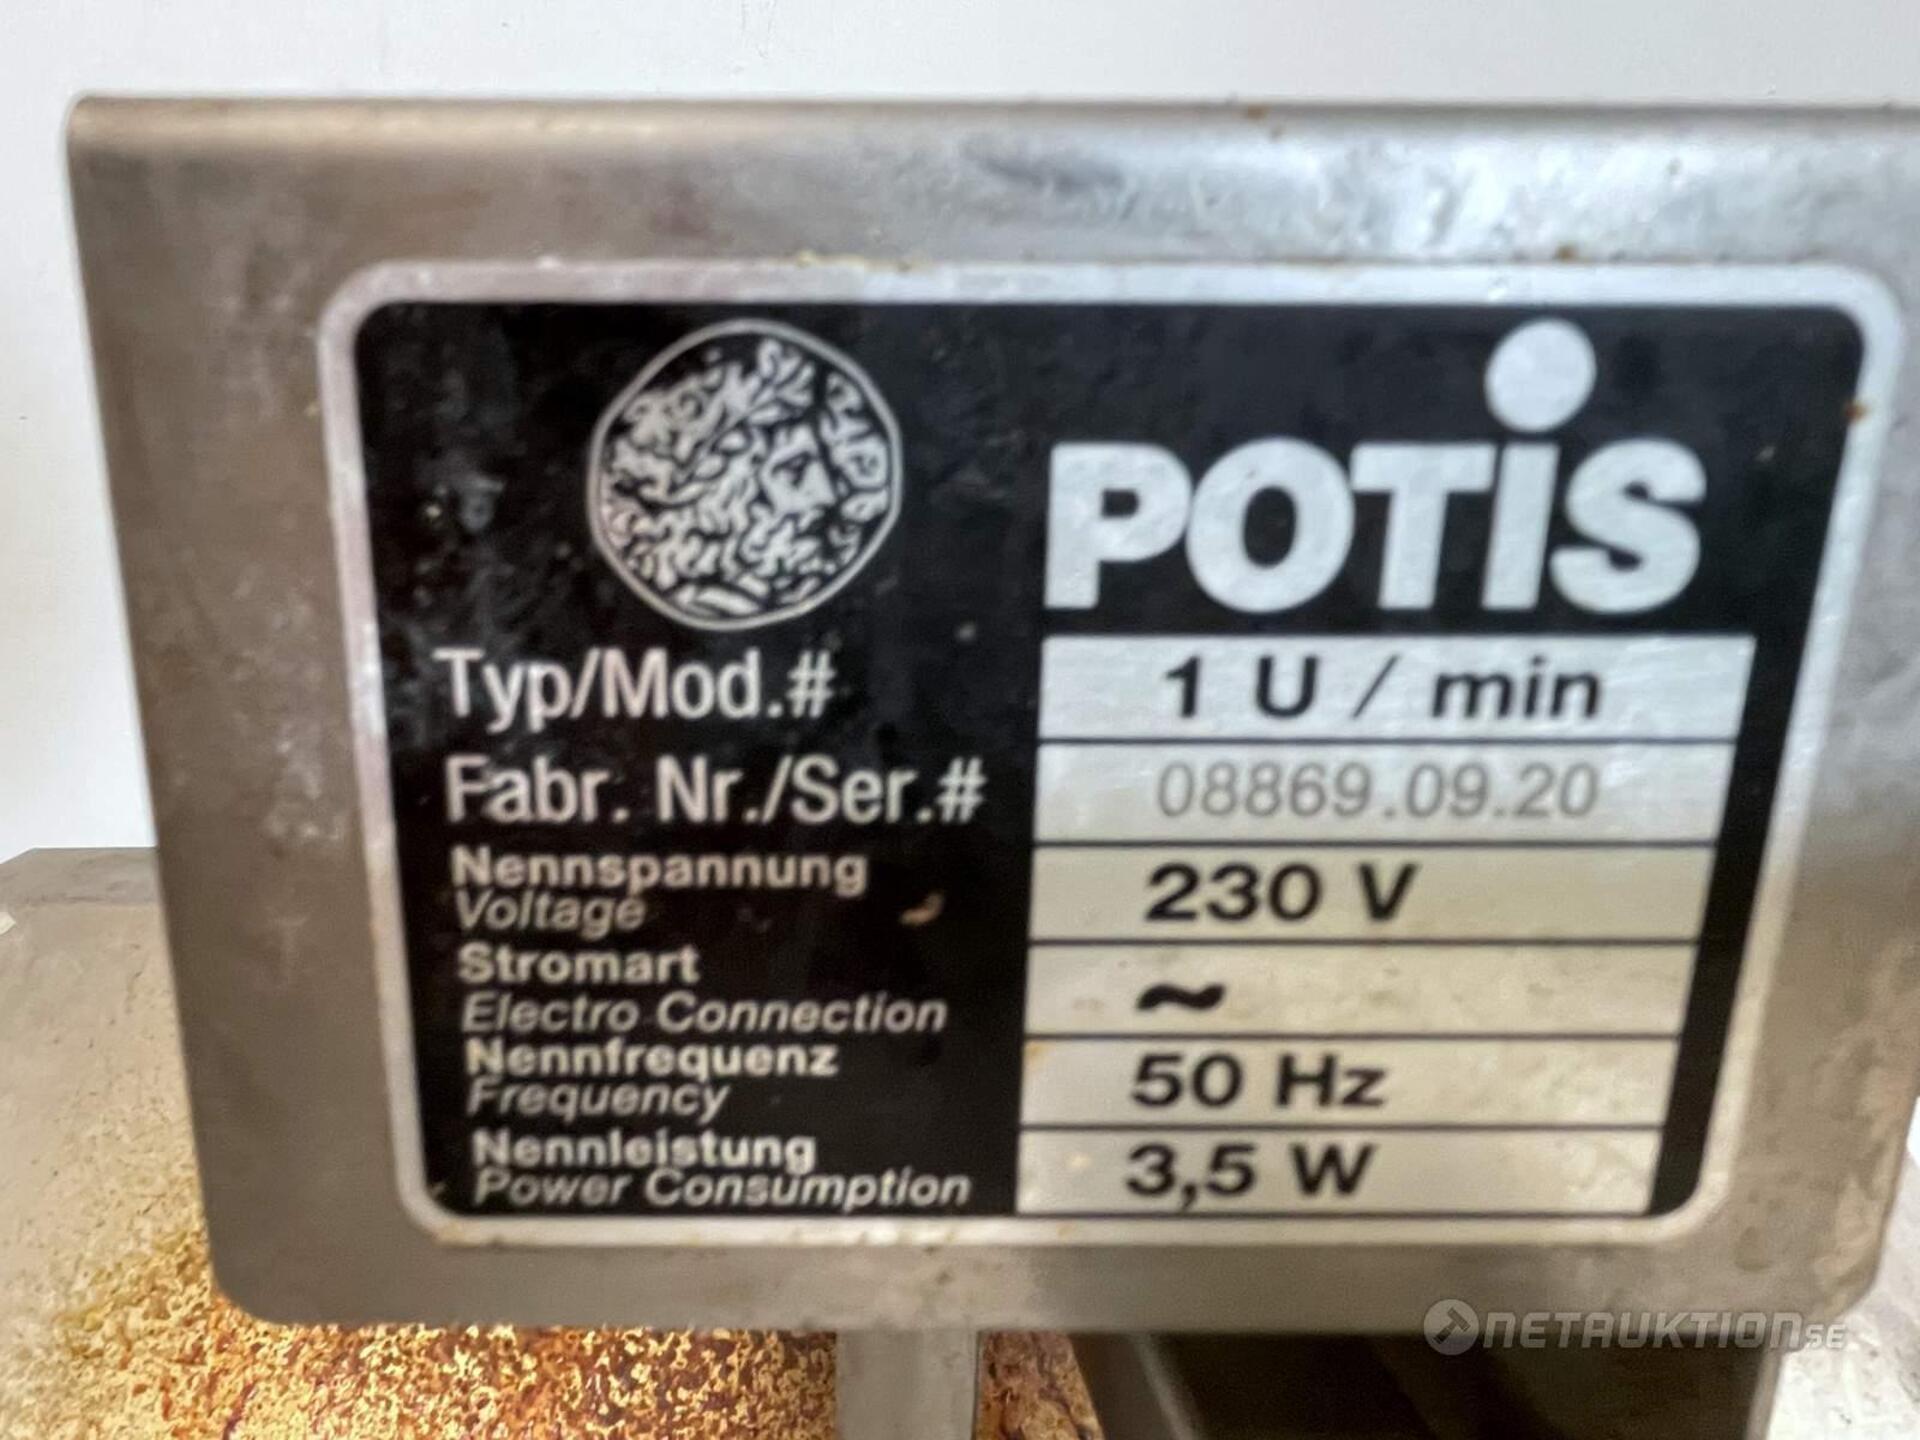 POTiS
Typ/Mod.# 1 U / min
Fabr. Nr./Ser.# 08869.09.20
Nennspannung
Voltage 230 V
Stromart
Electro Connection ~
Nennfrequenz
Frequency 50 Hz
Nennleistung
Power Consumption 3,5 W
NETAUKTION.SE